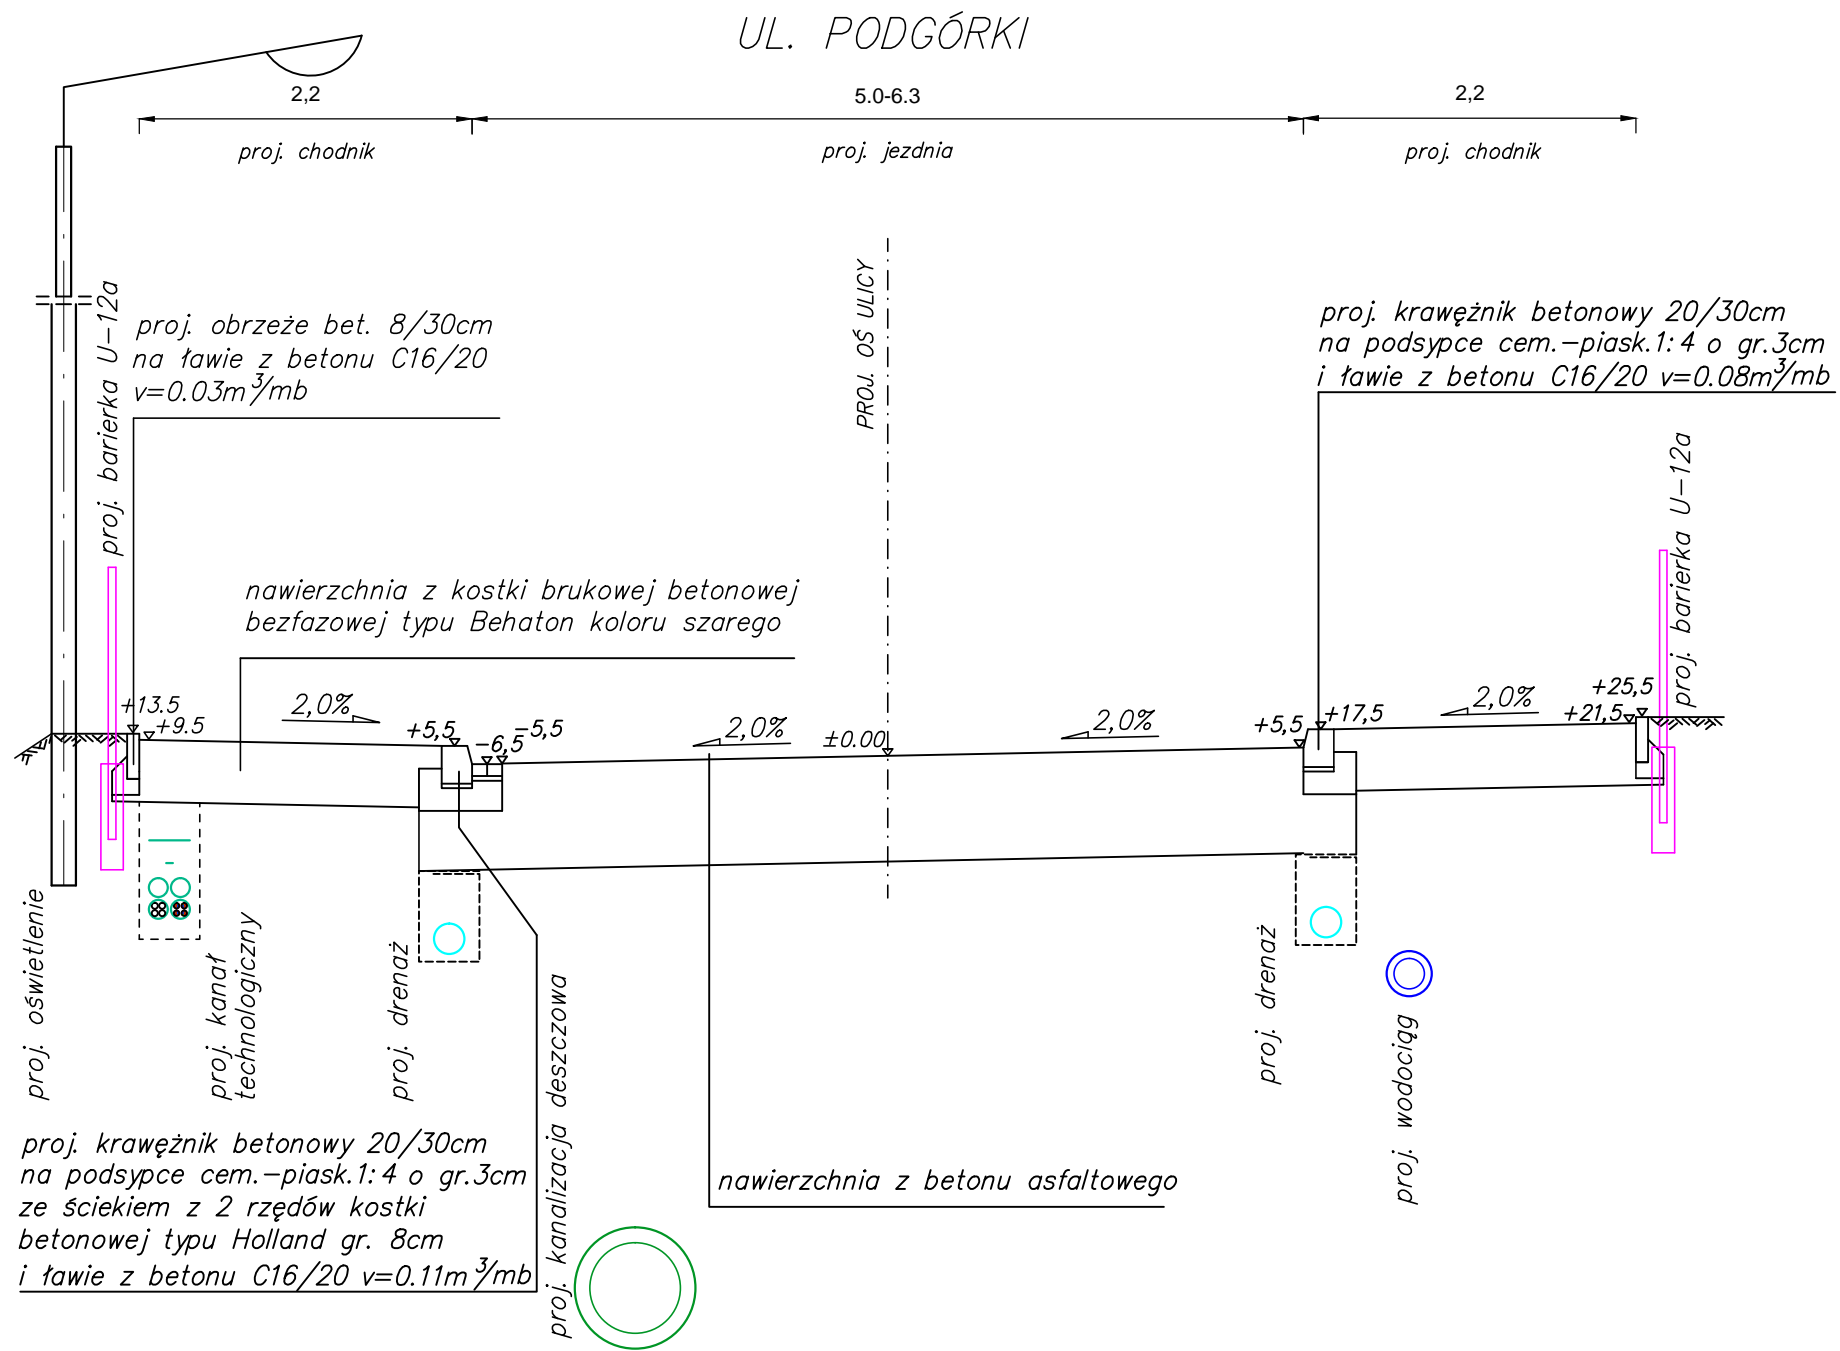 UL. PODGÓRKI
2,2
5.0-6.3
2,2
proj. chodnik
proj. jezdnia
proj. chodnik
proj. barierka U-12a
proj. obrzeże bet. 8/30cm
na ławie z betonu C16/20
v=0.03m³/mb
PROJ. OŚ ULICY
proj. krawężnik betonowy 20/30cm
na podsypce cem.-piask.1:4 o gr.3cm
i ławie z betonu C16/20 v=0.08m³/mb
proj. barierka U-12a
nawierzchnia z kostki brukowej betonowej
bezfazowej typu Behaton koloru szarego
+13.5
+9.5
2,0%
+5,5
-6,5
-5,5
2,0%
±0.00
2,0%
+5,5
+17,5
2,0%
+25,5
+21,5
proj. oświetlenie
proj. kanał
technologiczny
proj. drenaż
proj. kanalizacja deszczowa
proj. drenaż
proj. wodociąg
proj. krawężnik betonowy 20/30cm
na podsypce cem.-piask.1:4 o gr.3cm
ze ściekiem z 2 rzędów kostki
betonowej typu Holland gr. 8cm
i ławie z betonu C16/20 v=0.11m³/mb
nawierzchnia z betonu asfaltowego